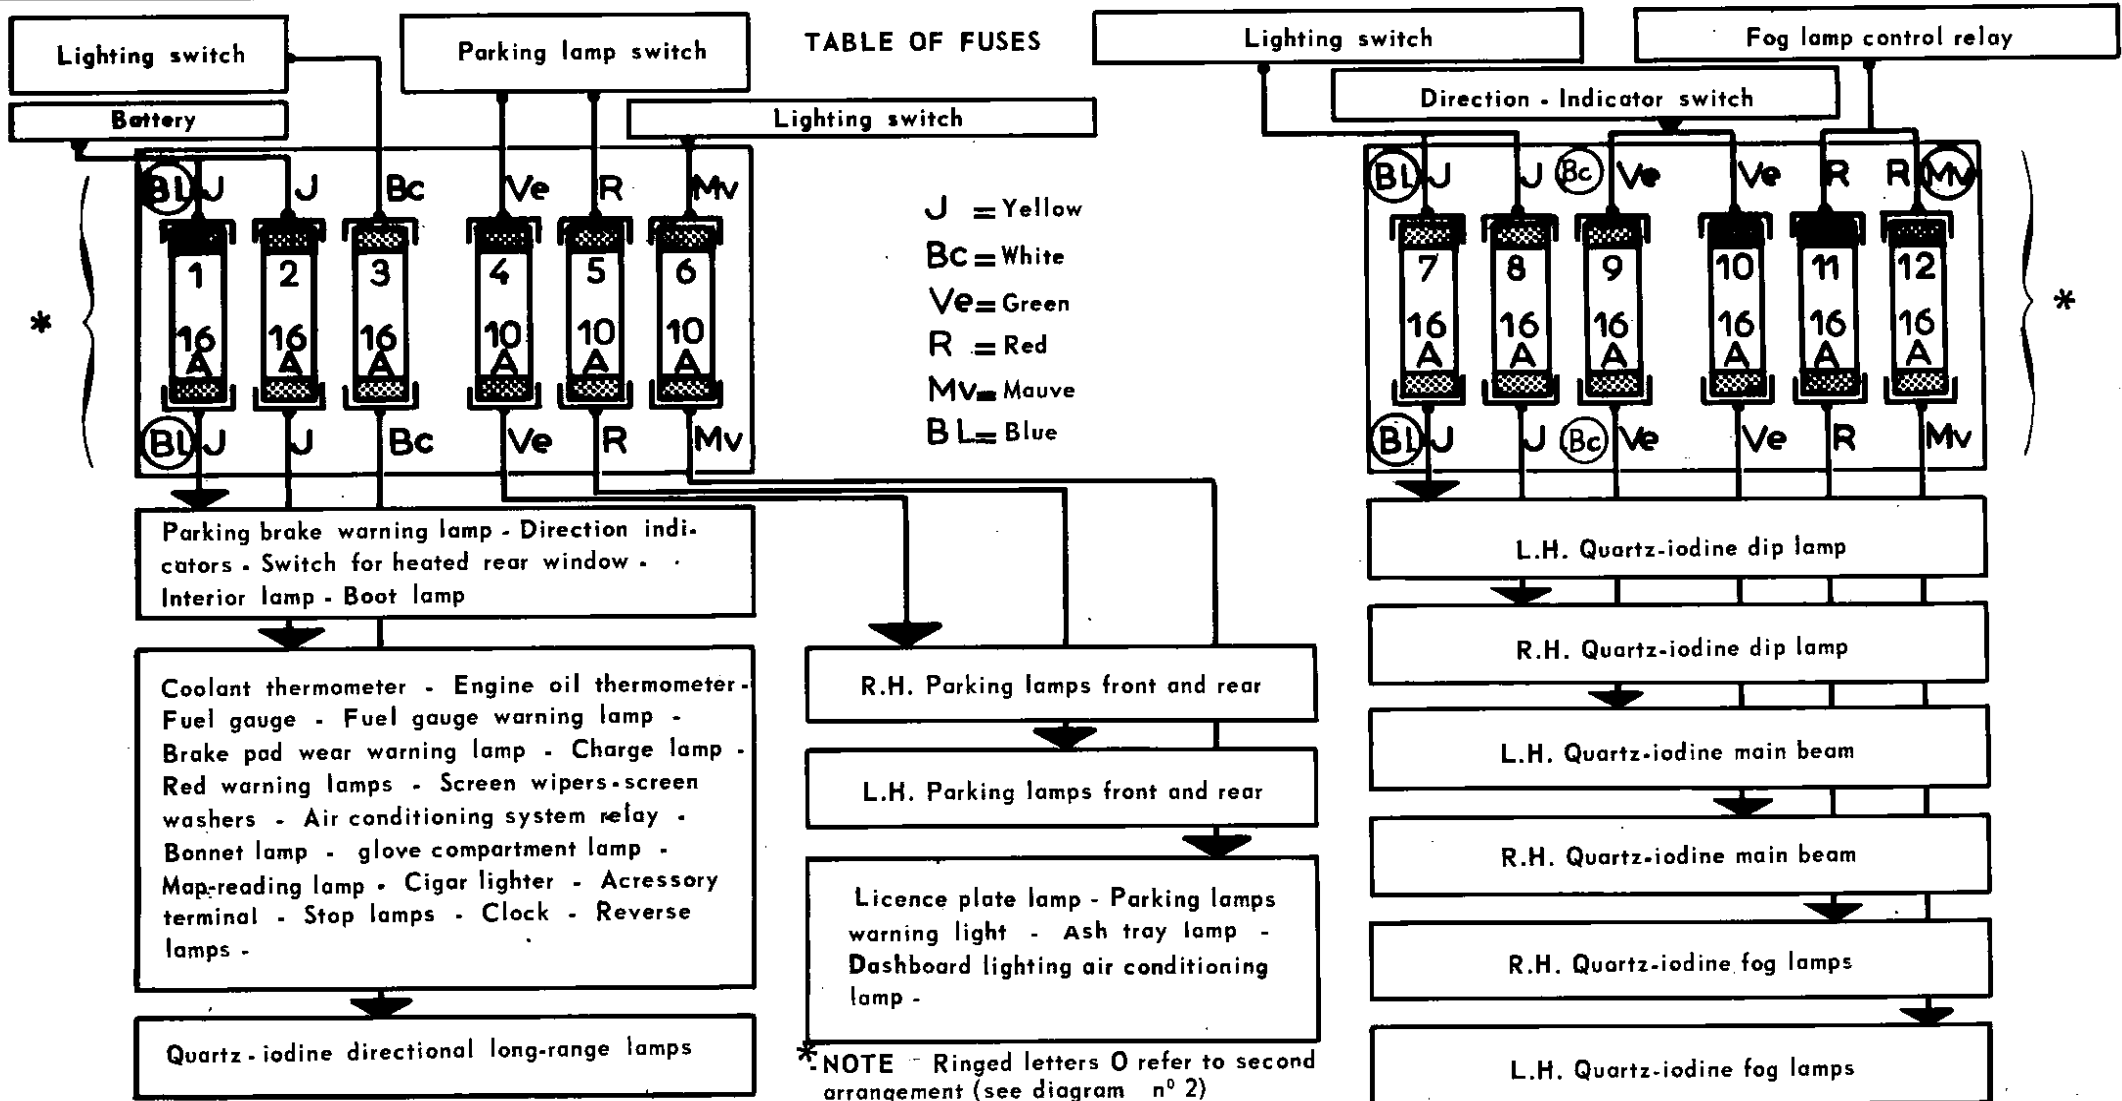 TABLE OF FUSES
Lighting switch
Battery
Parking lamp switch
Lighting switch
Lighting switch
Direction - Indicator switch
Fog lamp control relay
BL J J Bc Ve R Mv
1 2 3 4 5 6
16 A 16 A 16 A 10 A 10 A 10 A
BL J J Bc Ve R Mv
*
J = Yellow
Bc = White
Ve = Green
R = Red
Mv = Mauve
BL = Blue
BL J J Bc Ve Ve R R Mv
7 8 9 10 11 12
16 A 16 A 16 A 16 A 16 A 16 A
BL J J Bc Ve Ve R Mv
*
Parking brake warning lamp - Direction indi-
cators - Switch for heated rear window -
Interior lamp - Boot lamp
Coolant thermometer - Engine oil thermometer -
Fuel gauge - Fuel gauge warning lamp -
Brake pad wear warning lamp - Charge lamp -
Red warning lamps - Screen wipers-screen
washers - Air conditioning system relay -
Bonnet lamp - glove compartment lamp -
Map-reading lamp - Cigar lighter - Acressory
terminal - Stop lamps - Clock - Reverse
lamps -
Quartz - iodine directional long-range lamps
R.H. Parking lamps front and rear
L.H. Parking lamps front and rear
Licence plate lamp - Parking lamps
warning light - Ash tray lamp -
Dashboard lighting air conditioning
lamp -
* - NOTE - Ringed letters O refer to second
arrangement (see diagram nº 2)
L.H. Quartz-iodine dip lamp
R.H. Quartz-iodine dip lamp
L.H. Quartz-iodine main beam
R.H. Quartz-iodine main beam
R.H. Quartz-iodine fog lamps
L.H. Quartz-iodine fog lamps